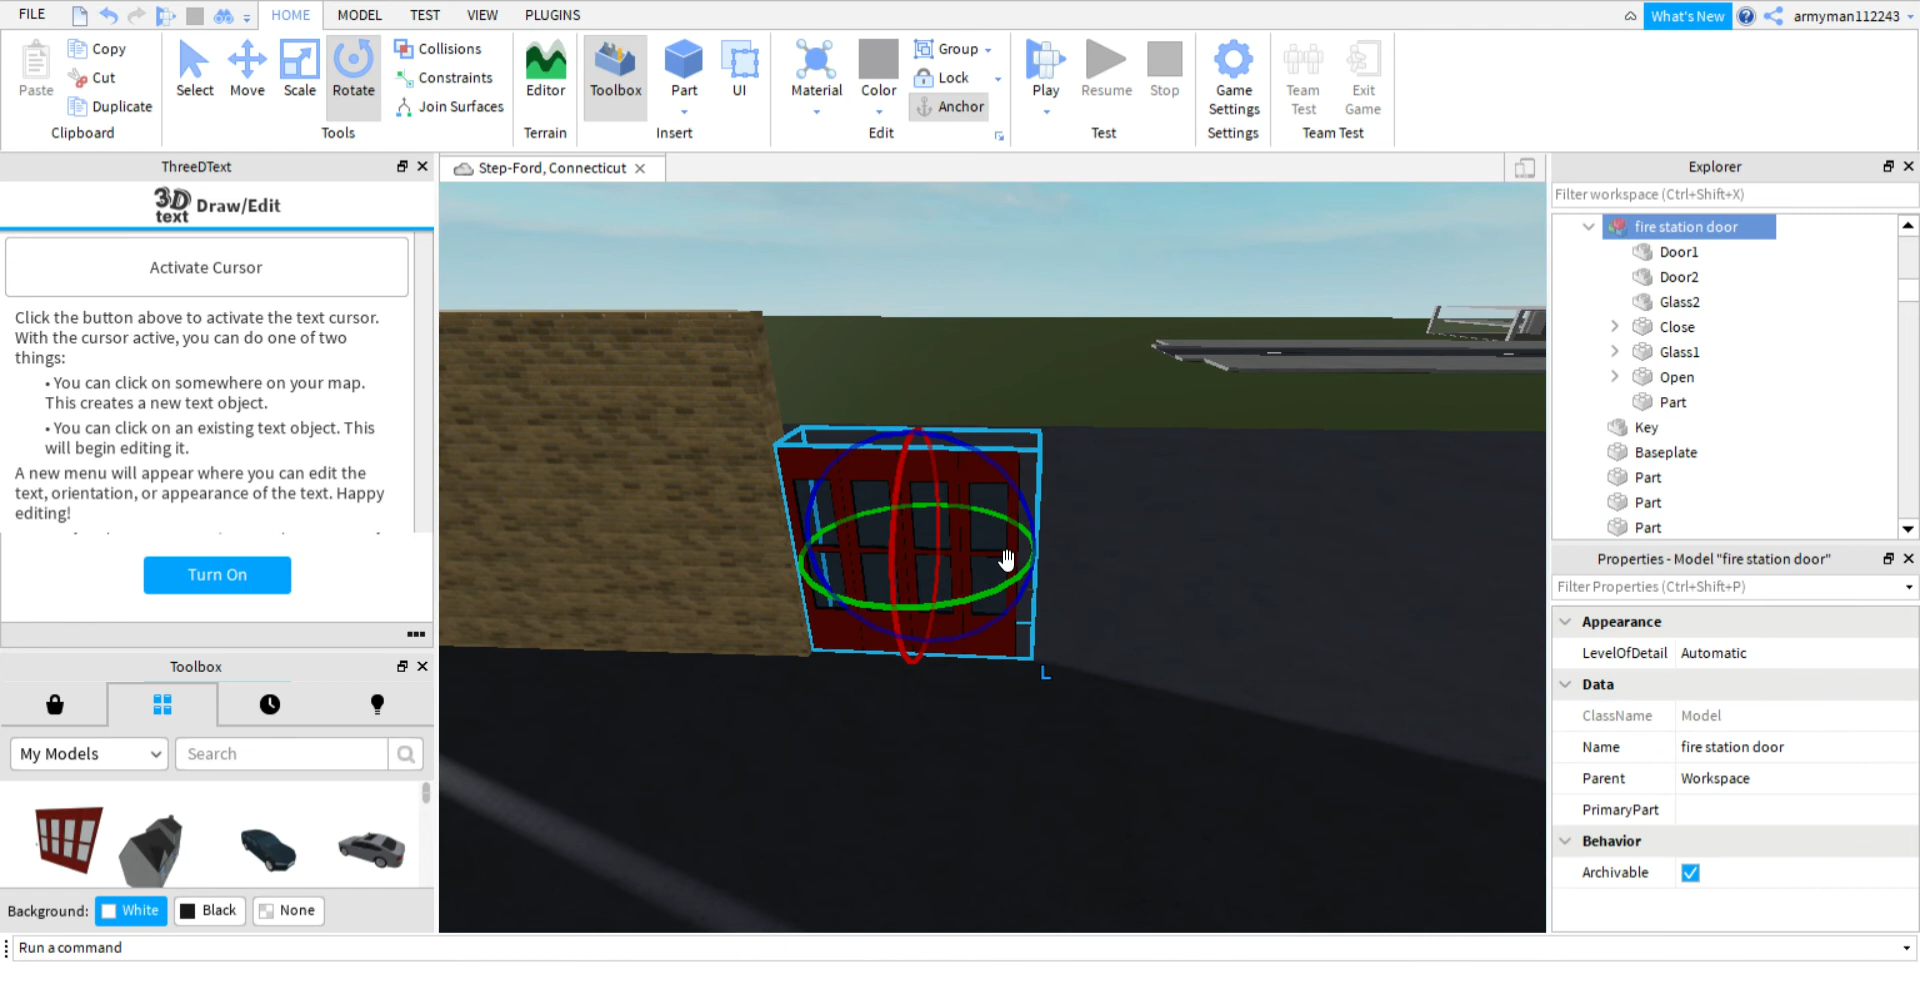 FILE
HOME
MODEL
TEST
VIEW
PLUGINS
What's New
armyman112243
Paste
Copy
Cut
Duplicate
Clipboard
Select
Move
Scale
Rotate
Collisions
Constraints
Join Surfaces
Tools
Editor
Terrain
Toolbox
Part
UI
Insert
Material
Color
Group
Lock
Anchor
Edit
Play
Resume
Stop
Test
Game
Settings
Settings
Team
Test
Exit
Game
Team Test
ThreeDText
3D
text
Draw/Edit
Activate Cursor
Click the button above to activate the text cursor.
With the cursor active, you can do one of two
things:
• You can click on somewhere on your map.
This creates a new text object.
• You can click on an existing text object. This
will begin editing it.
A new menu will appear where you can edit the
text, orientation, or appearance of the text. Happy
editing!
Turn On
Toolbox
My Models
Search
Background:
White
Black
None
Run a command
Step-Ford, Connecticut
L
Explorer
Filter workspace (Ctrl+Shift+X)
fire station door
Door1
Door2
Glass2
Close
Glass1
Open
Part
Key
Baseplate
Part
Part
Part
Properties - Model "fire station door"
Filter Properties (Ctrl+Shift+P)
Appearance
LevelOfDetail Automatic
Data
ClassName Model
Name fire station door
Parent Workspace
PrimaryPart
Behavior
Archivable